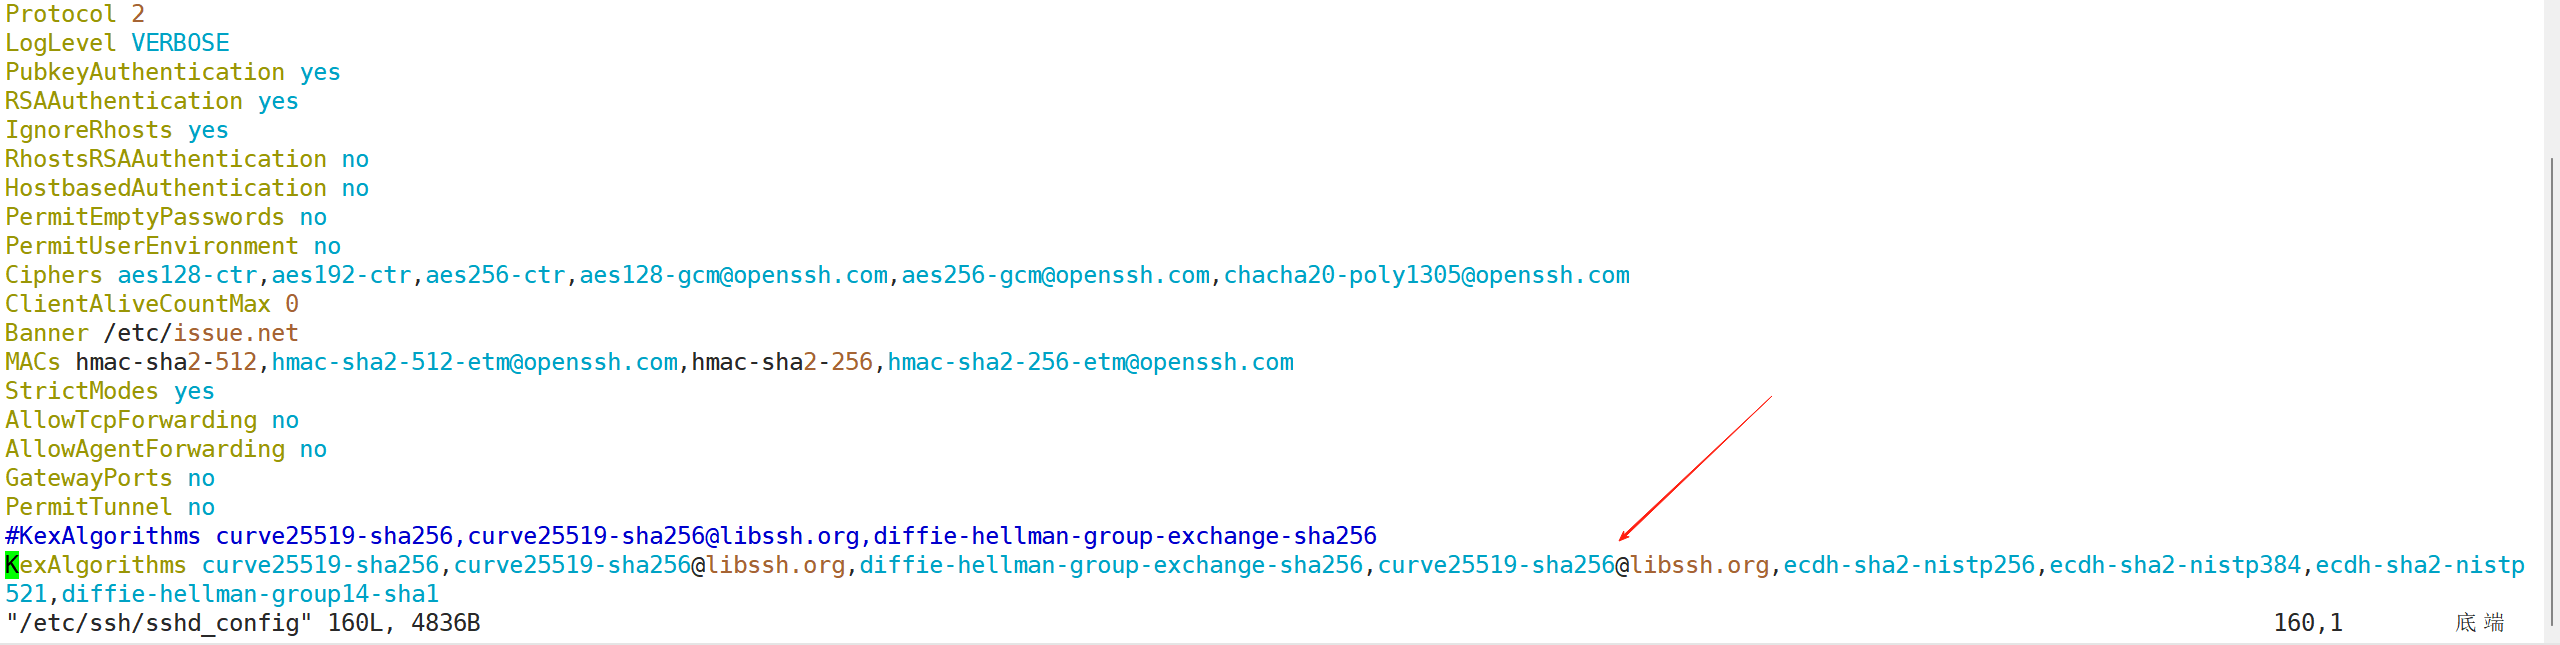 Protocol 2
LogLevel VERBOSE
PubkeyAuthentication yes
RSAAuthentication yes
IgnoreRhosts yes
RhostsRSAAuthentication no
HostbasedAuthentication no
PermitEmptyPasswords no
PermitUserEnvironment no
Ciphers aes128-ctr,aes192-ctr,aes256-ctr,aes128-gcm@openssh.com,aes256-gcm@openssh.com,chacha20-poly1305@openssh.com
ClientAliveCountMax 0
Banner /etc/issue.net
MACs hmac-sha2-512,hmac-sha2-512-etm@openssh.com,hmac-sha2-256,hmac-sha2-256-etm@openssh.com
StrictModes yes
AllowTcpForwarding no
AllowAgentForwarding no
GatewayPorts no
PermitTunnel no
#KexAlgorithms curve25519-sha256,curve25519-sha256@libssh.org,diffie-hellman-group-exchange-sha256
KexAlgorithms curve25519-sha256,curve25519-sha256@libssh.org,diffie-hellman-group-exchange-sha256,curve25519-sha256@libssh.org,ecdh-sha2-nistp256,ecdh-sha2-nistp384,ecdh-sha2-nistp
521,diffie-hellman-group14-sha1
"/etc/ssh/sshd_config" 160L, 4836B 160,1 底端